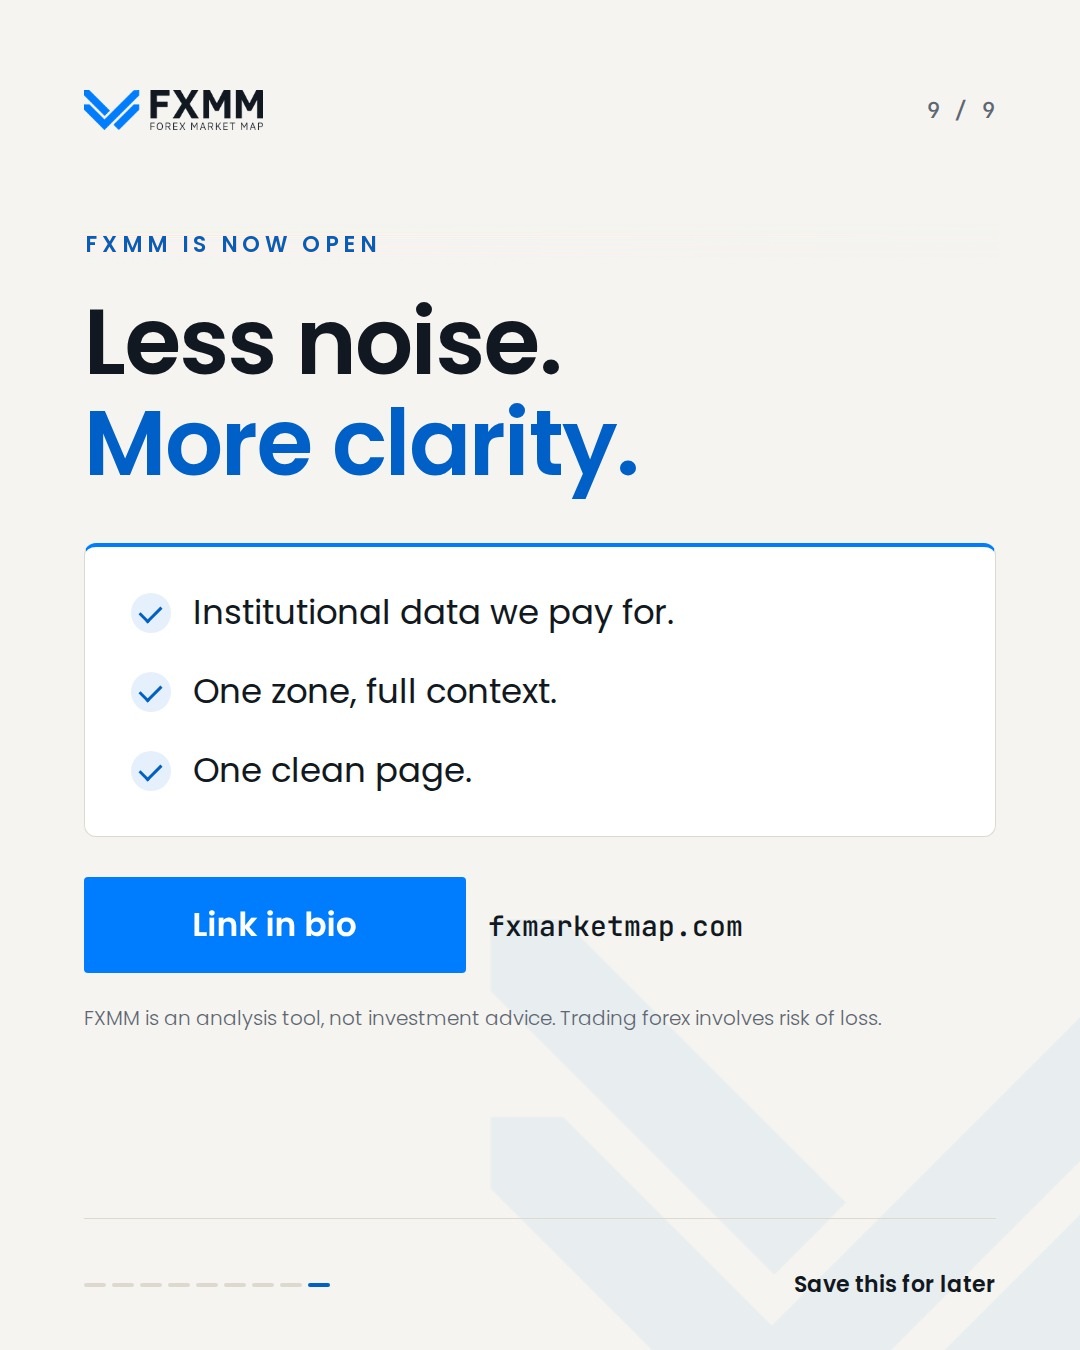 FXMM
FOREX MARKET MAP
9 / 9
FXMM IS NOW OPEN
Less noise.
More clarity.
Institutional data we pay for.
One zone, full context.
One clean page.
Link in bio
fxmarketmap.com
FXMM is an analysis tool, not investment advice. Trading forex involves risk of loss.
Save this for later